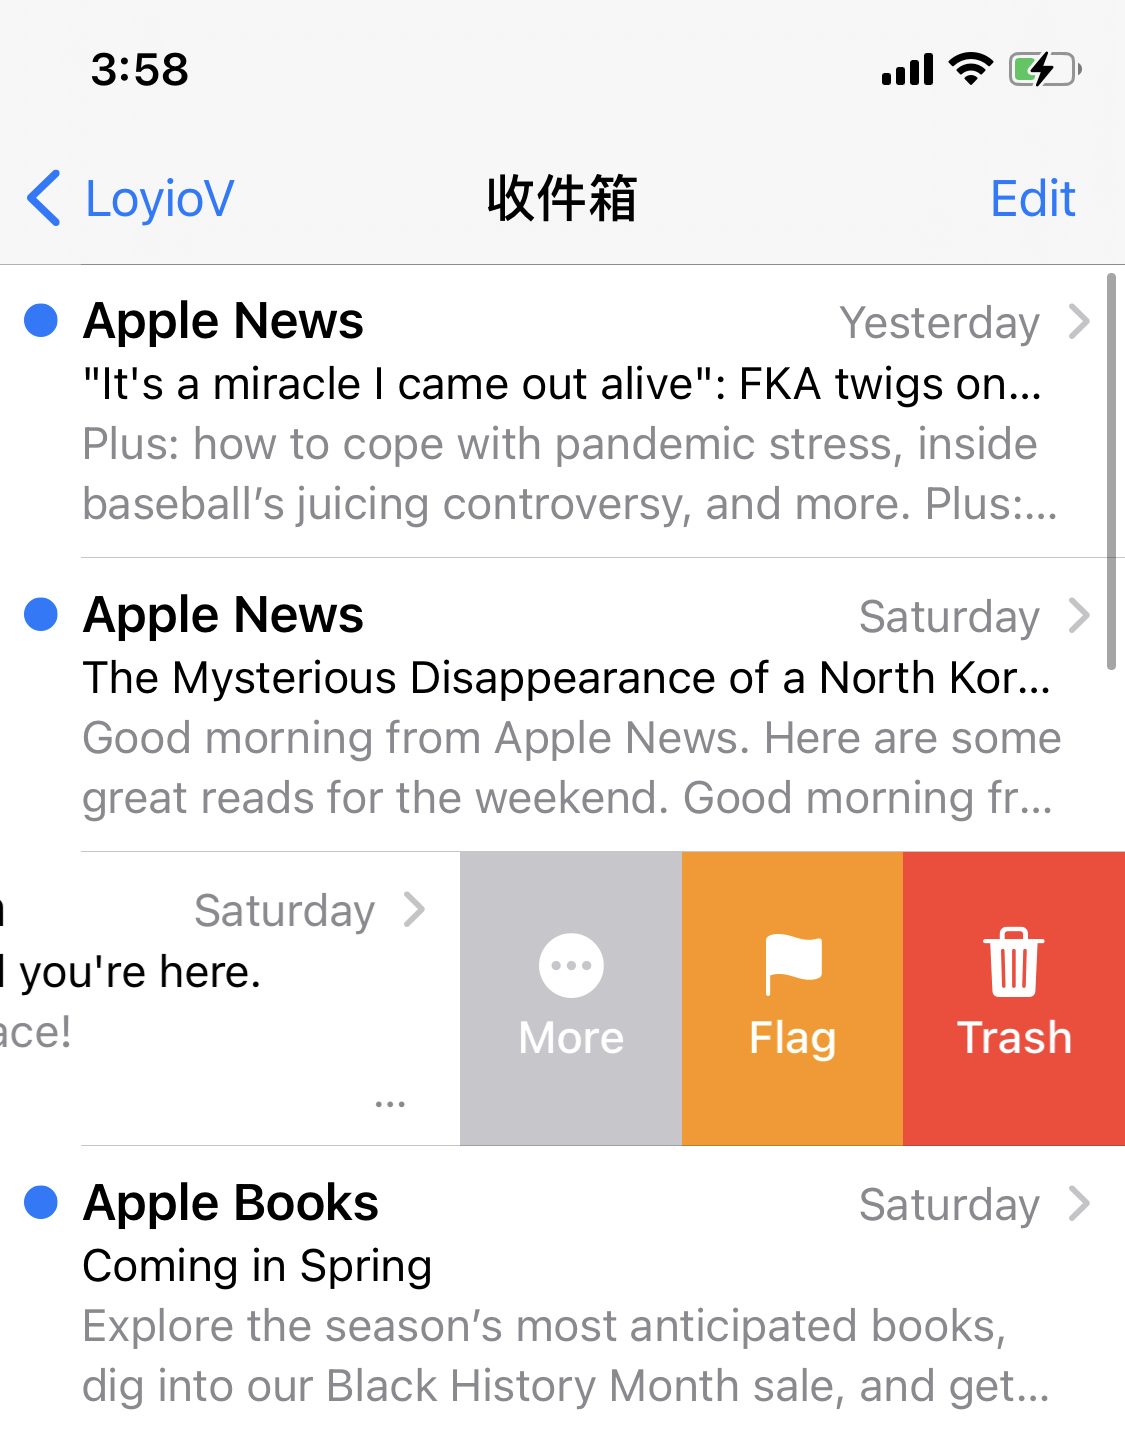 3:58
LoyioV
收件箱
Edit
Apple News
Yesterday
"It's a miracle I came out alive": FKA twigs on...
Plus: how to cope with pandemic stress, inside
baseball’s juicing controversy, and more. Plus:...
Apple News
Saturday
The Mysterious Disappearance of a North Kor...
Good morning from Apple News. Here are some
great reads for the weekend. Good morning fr...
Saturday
you're here.
ace!
...
More
Flag
Trash
Apple Books
Saturday
Coming in Spring
Explore the season’s most anticipated books,
dig into our Black History Month sale, and get...